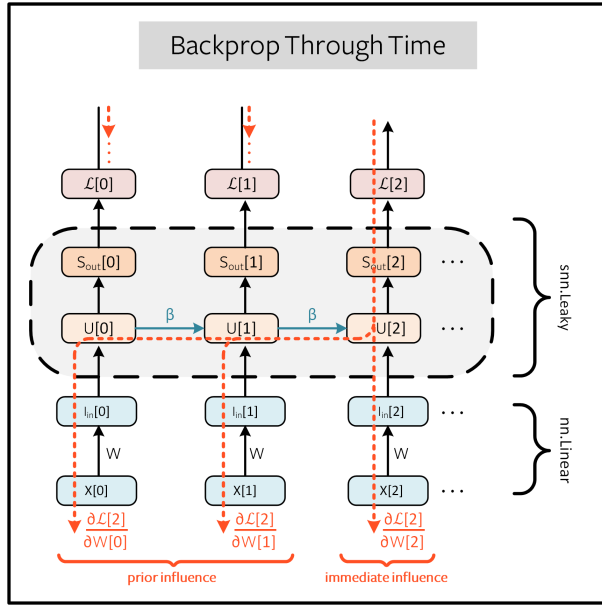 Backprop Through Time
ℒ[0] ℒ[1] ℒ[2]
Sout[0] Sout[1] Sout[2] ···
β β
U[0] U[1] U[2] ···
snn.Leaky
Iin[0] Iin[1] Iin[2] ···
W W W
nn.Linear
X[0] X[1] X[2] ···
∂ℒ[2] ∂ℒ[2] ∂ℒ[2]
∂W[0] ∂W[1] ∂W[2]
prior influence immediate influence